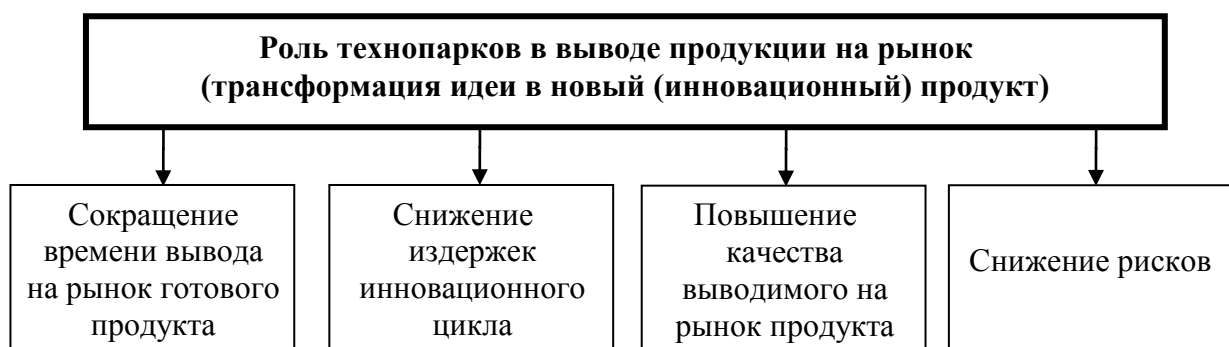 Роль технопарков в выводе продукции на рынок
(трансформация идеи в новый (инновационный) продукт)
Сокращение
времени вывода
на рынок готового
продукта
Снижение
издержек
инновационного
цикла
Повышение
качества
выводимого на
рынок продукта
Снижение рисков